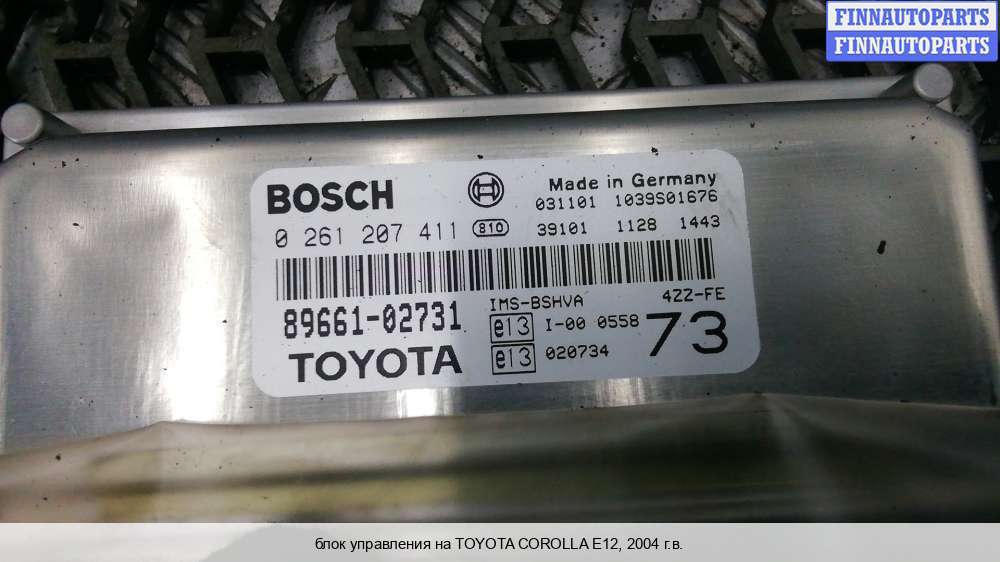 FINNAUTOPARTS
FINNAUTOPARTS
BOSCH
Made in Germany
031101 1039S01676
0 261 207 411 810 39101 1128 1443
IMS-BSHVA 4ZZ-FE
89661-02731 e13 I-00 0558 73
TOYOTA e13 020734
блок управления на TOYOTA COROLLA E12, 2004 г.в.